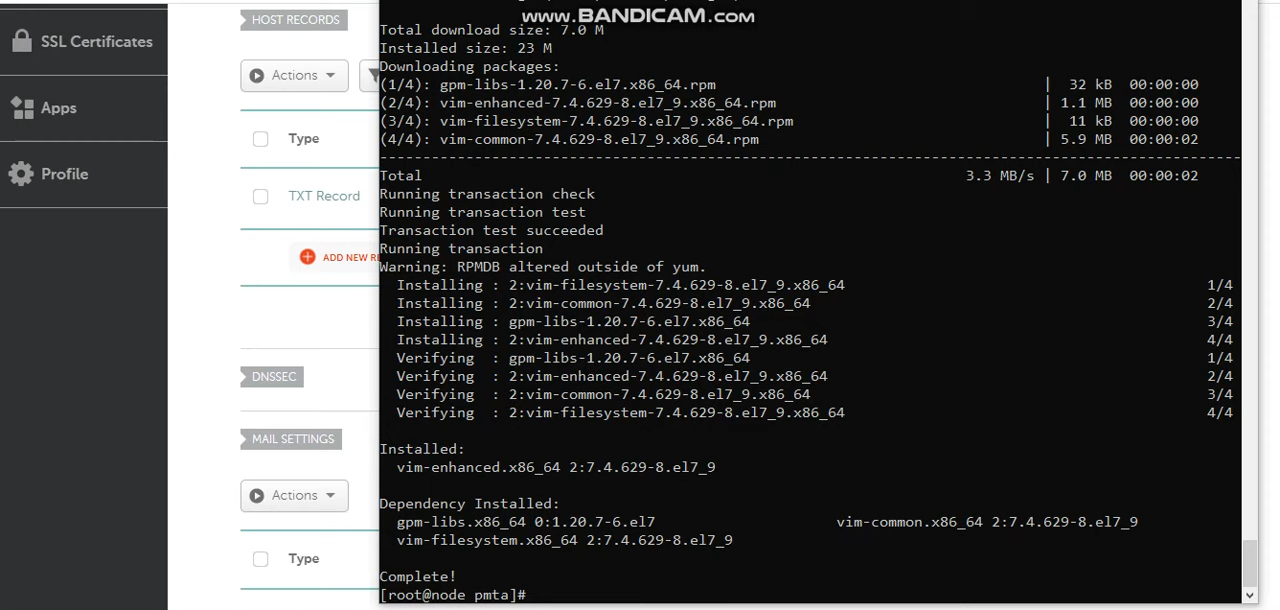 SSL Certificates
Apps
Profile
HOST RECORDS
Actions
Type
TXT Record
ADD NEW RE
DNSSEC
MAIL SETTINGS
Actions
Type
www.BANDICAM.com
Total download size: 7.0 M
Installed size: 23 M
Downloading packages:
(1/4): gpm-libs-1.20.7-6.el7.x86_64.rpm | 32 kB 00:00:00
(2/4): vim-enhanced-7.4.629-8.el7_9.x86_64.rpm | 1.1 MB 00:00:00
(3/4): vim-filesystem-7.4.629-8.el7_9.x86_64.rpm | 11 kB 00:00:00
(4/4): vim-common-7.4.629-8.el7_9.x86_64.rpm | 5.9 MB 00:00:02
--------------------------------------------------------------------------------
Total 3.3 MB/s | 7.0 MB 00:00:02
Running transaction check
Running transaction test
Transaction test succeeded
Running transaction
Warning: RPMDB altered outside of yum.
Installing : 2:vim-filesystem-7.4.629-8.el7_9.x86_64 1/4
Installing : 2:vim-common-7.4.629-8.el7_9.x86_64 2/4
Installing : gpm-libs-1.20.7-6.el7.x86_64 3/4
Installing : 2:vim-enhanced-7.4.629-8.el7_9.x86_64 4/4
Verifying : gpm-libs-1.20.7-6.el7.x86_64 1/4
Verifying : 2:vim-enhanced-7.4.629-8.el7_9.x86_64 2/4
Verifying : 2:vim-common-7.4.629-8.el7_9.x86_64 3/4
Verifying : 2:vim-filesystem-7.4.629-8.el7_9.x86_64 4/4
Installed:
vim-enhanced.x86_64 2:7.4.629-8.el7_9
Dependency Installed:
gpm-libs.x86_64 0:1.20.7-6.el7 vim-common.x86_64 2:7.4.629-8.el7_9
vim-filesystem.x86_64 2:7.4.629-8.el7_9
Complete!
[root@node pmta]#